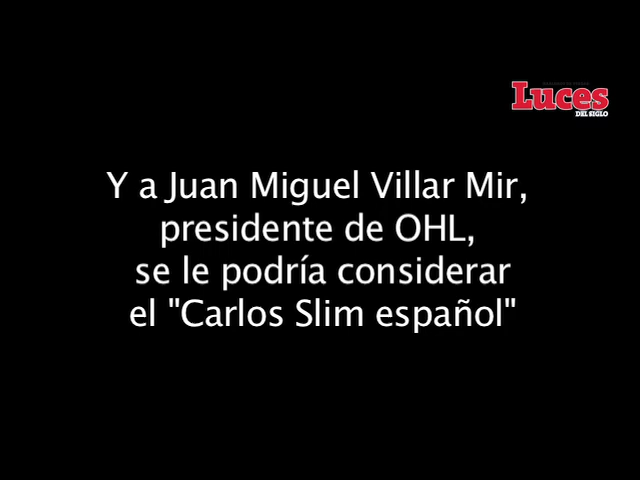 Luces
DEL SIGLO
Y a Juan Miguel Villar Mir,
presidente de OHL,
se le podría considerar
el "Carlos Slim español"